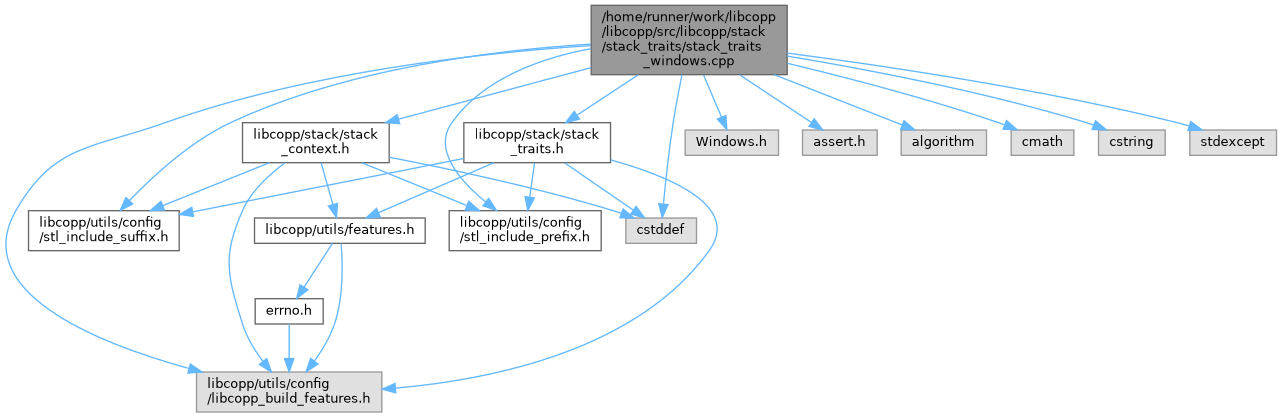 /home/runner/work/libcopp
/libcopp/src/libcopp/stack
/stack_traits/stack_traits
_windows.cpp
libcopp/stack/stack
_context.h
libcopp/stack/stack
_traits.h
Windows.h
assert.h
algorithm
cmath
cstring
stdexcept
libcopp/utils/config
/stl_include_suffix.h
libcopp/utils/features.h
libcopp/utils/config
/stl_include_prefix.h
cstddef
errno.h
libcopp/utils/config
/libcopp_build_features.h